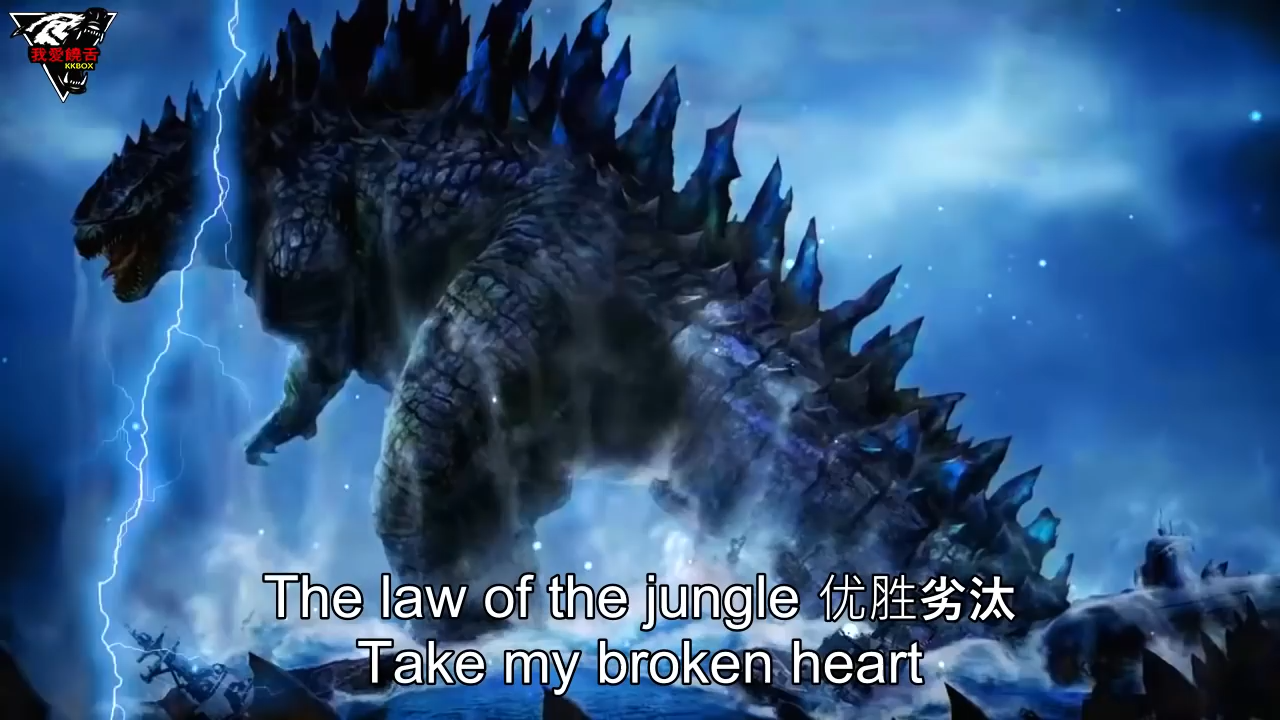 我愛饒舌
KKBOX
The law of the jungle 优胜劣汰
Take my broken heart